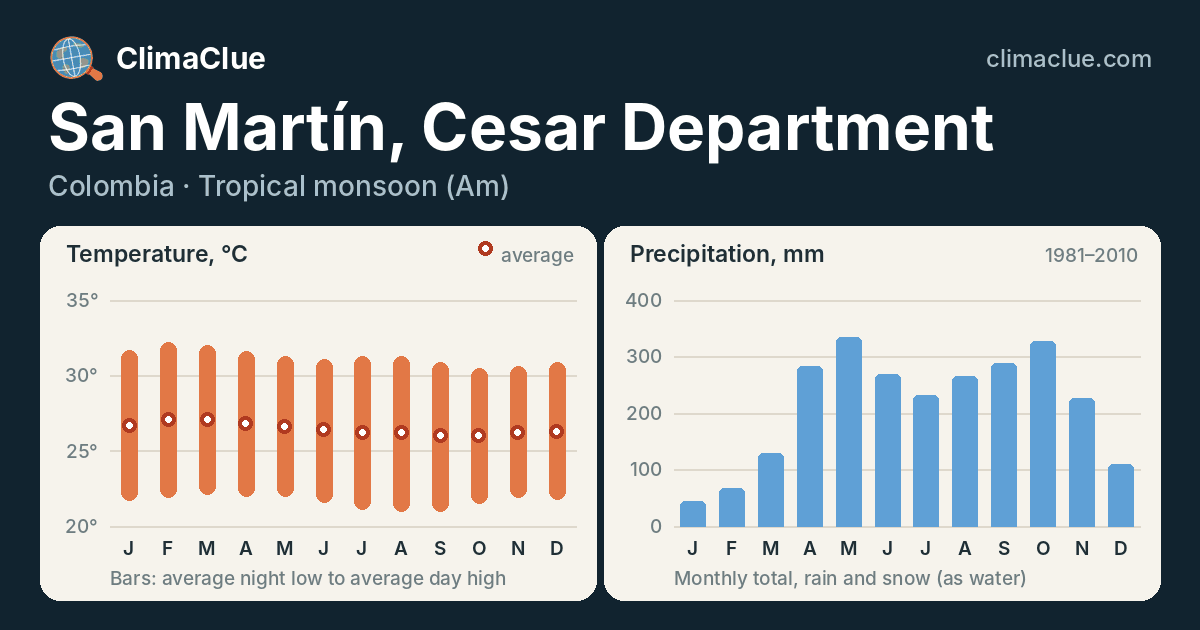 ClimaClue
climaclue.com
San Martín, Cesar Department
Colombia · Tropical monsoon (Am)
Temperature, °C
average
35°
30°
25°
20°
J F M A M J J A S O N D
Bars: average night low to average day high
Precipitation, mm
1981–2010
400
300
200
100
0
J F M A M J J A S O N D
Monthly total, rain and snow (as water)